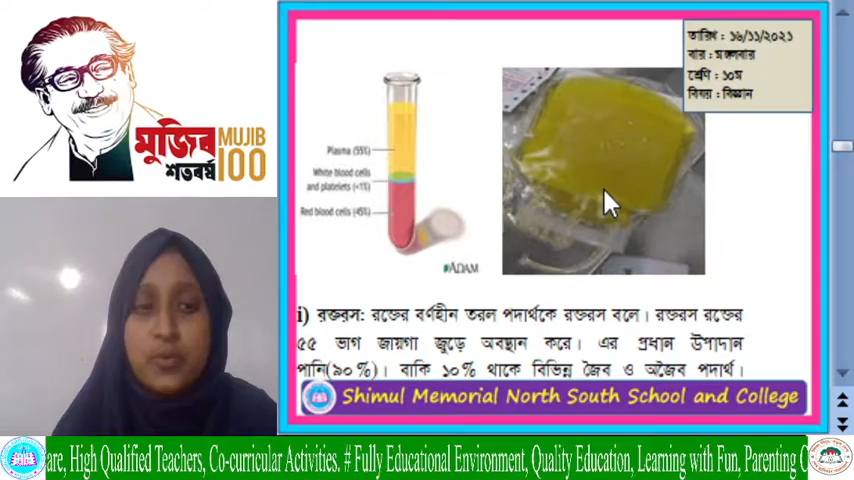 তারিখ : ১৬/১১/২০২১
বার : মঙ্গলবার
শ্রেণি : ১০ম
বিষয় : বিজ্ঞান
মুজিব MUJIB
শতবর্ষ 100
Plasma (55%)
White blood cells
and platelets (<1%)
Red blood cells (45%)
ADAM
i) রক্তরস: রক্তের বর্ণহীন তরল পদার্থকে রক্তরস বলে। রক্তরস রক্তের
৫৫ ভাগ জায়গা জুড়ে অবস্থান করে। এর প্রধান উপাদান
পানি(৯০%)। বাকি ১০% থাকে বিভিন্ন জৈব ও অজৈব পদার্থ।
Shimul Memorial North South School and College
are, High Qualified Teachers, Co-curricular Activities. # Fully Educational Environment, Quality Education, Learning with Fun, Parenting C